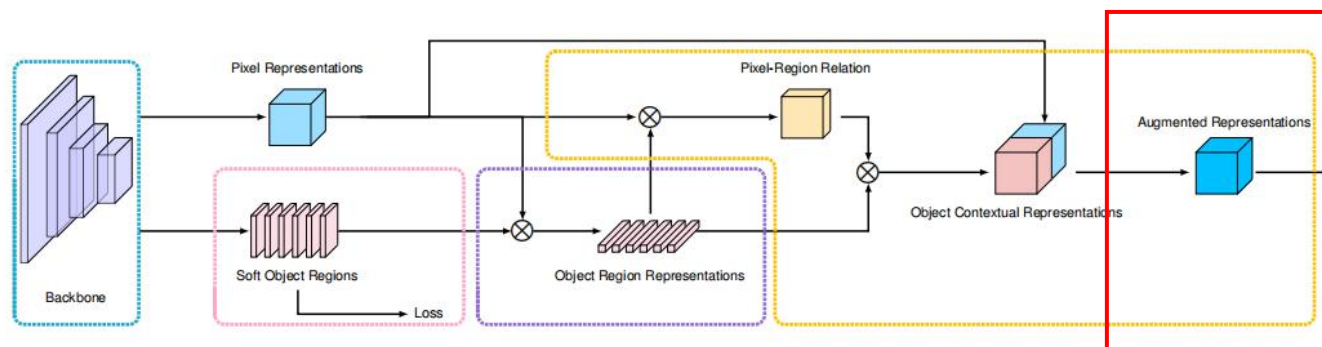 Pixel Representations
Pixel-Region Relation
Augmented Representations
Object Contextual Representations
Soft Object Regions
Object Region Representations
Backbone
Loss